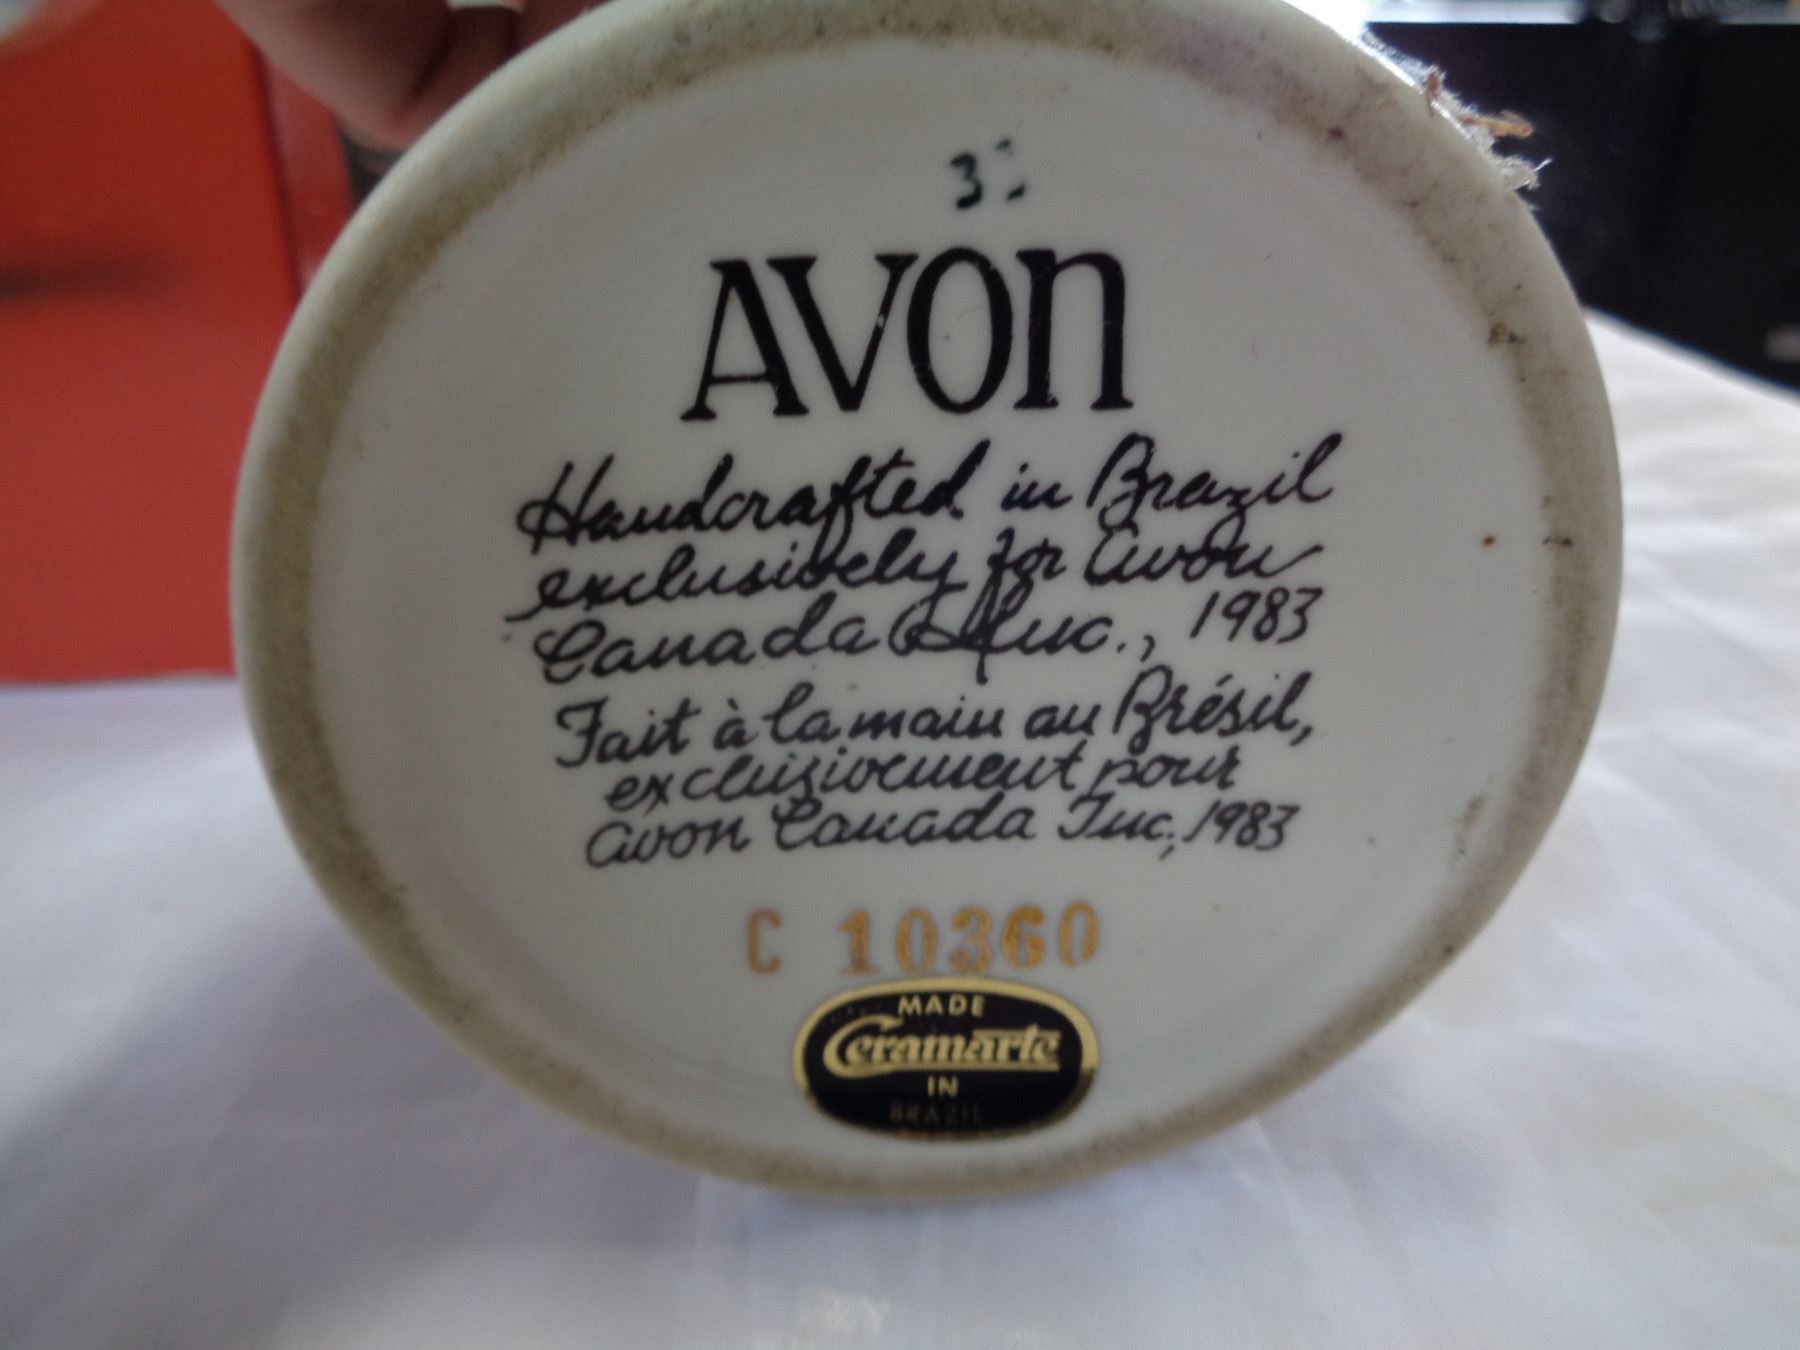 3
AVON
Handcrafted in Brazil
exclusively for Avon
Canada Inc., 1983
Fait à la main au Brésil,
exclusivement pour
Avon Canada Inc., 1983
C 10360
MADE
Ceramarte
IN
BRAZIL